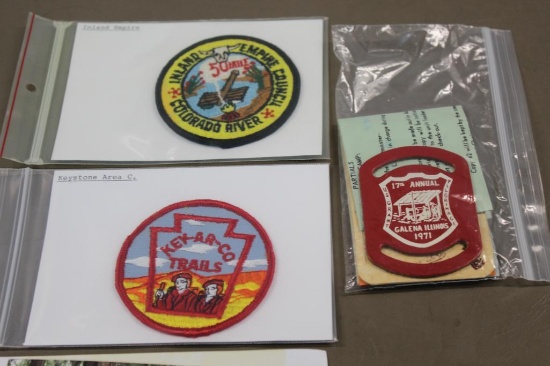 Inland Empire
INLAND EMPIRE COUNCIL
50 MILE
COLORADO RIVER
Keystone Area C.
KEY-AR-CO
TRAILS
PARTIALS
17th ANNUAL
GALENA ILLINOIS
1971